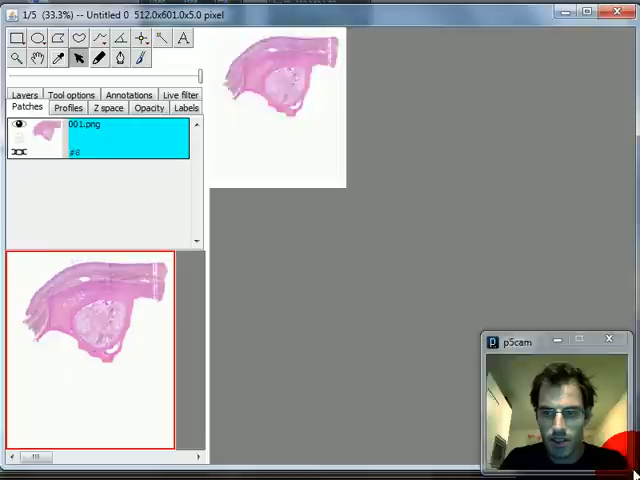 1/5 (33.3%) -- Untitled 0 512.0x601.0x5.0 pixel
A
Layers Tool options Annotations Live filter
Patches Profiles Z space Opacity Labels
001.png
#6
p5cam